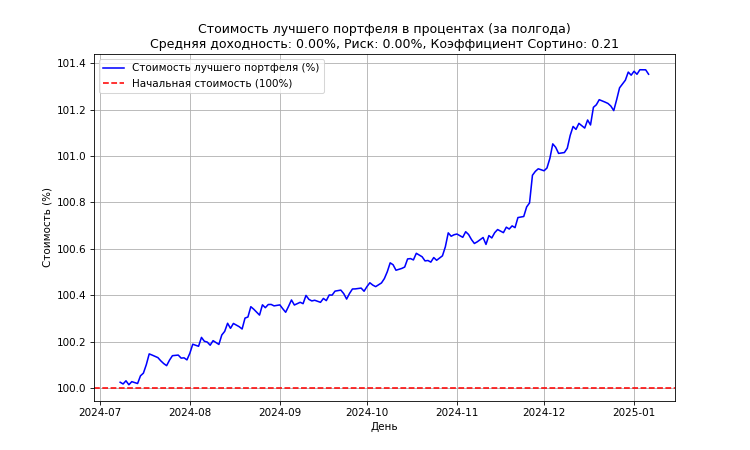 Стоимость лучшего портфеля в процентах (за полгода)
Средняя доходность: 0.00%, Риск: 0.00%, Коэффициент Сортино: 0.21
Стоимость лучшего портфеля (%)
Начальная стоимость (100%)
Стоимость (%)
101.4
101.2
101.0
100.8
100.6
100.4
100.2
100.0
2024-07 2024-08 2024-09 2024-10 2024-11 2024-12 2025-01
День